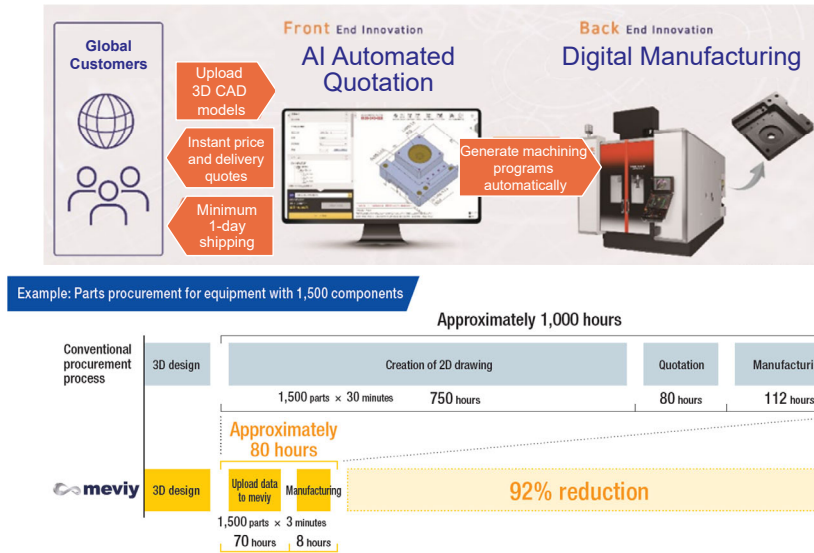 Global
Customers
Front End Innovation
AI Automated
Quotation
Back End Innovation
Digital Manufacturing
Upload
3D CAD
models
Instant price
and delivery
quotes
Minimum
1-day
shipping
Generate machining
programs
automatically
Example: Parts procurement for equipment with 1,500 components
Approximately 1,000 hours
Conventional
procurement
process
3D design
Creation of 2D drawing
Quotation
Manufacturi
1,500 parts × 30 minutes 750 hours
80 hours
112 hours
Approximately
80 hours
meviy
3D design
Upload data
to meviy
Manufacturing
92% reduction
1,500 parts × 3 minutes
70 hours
8 hours